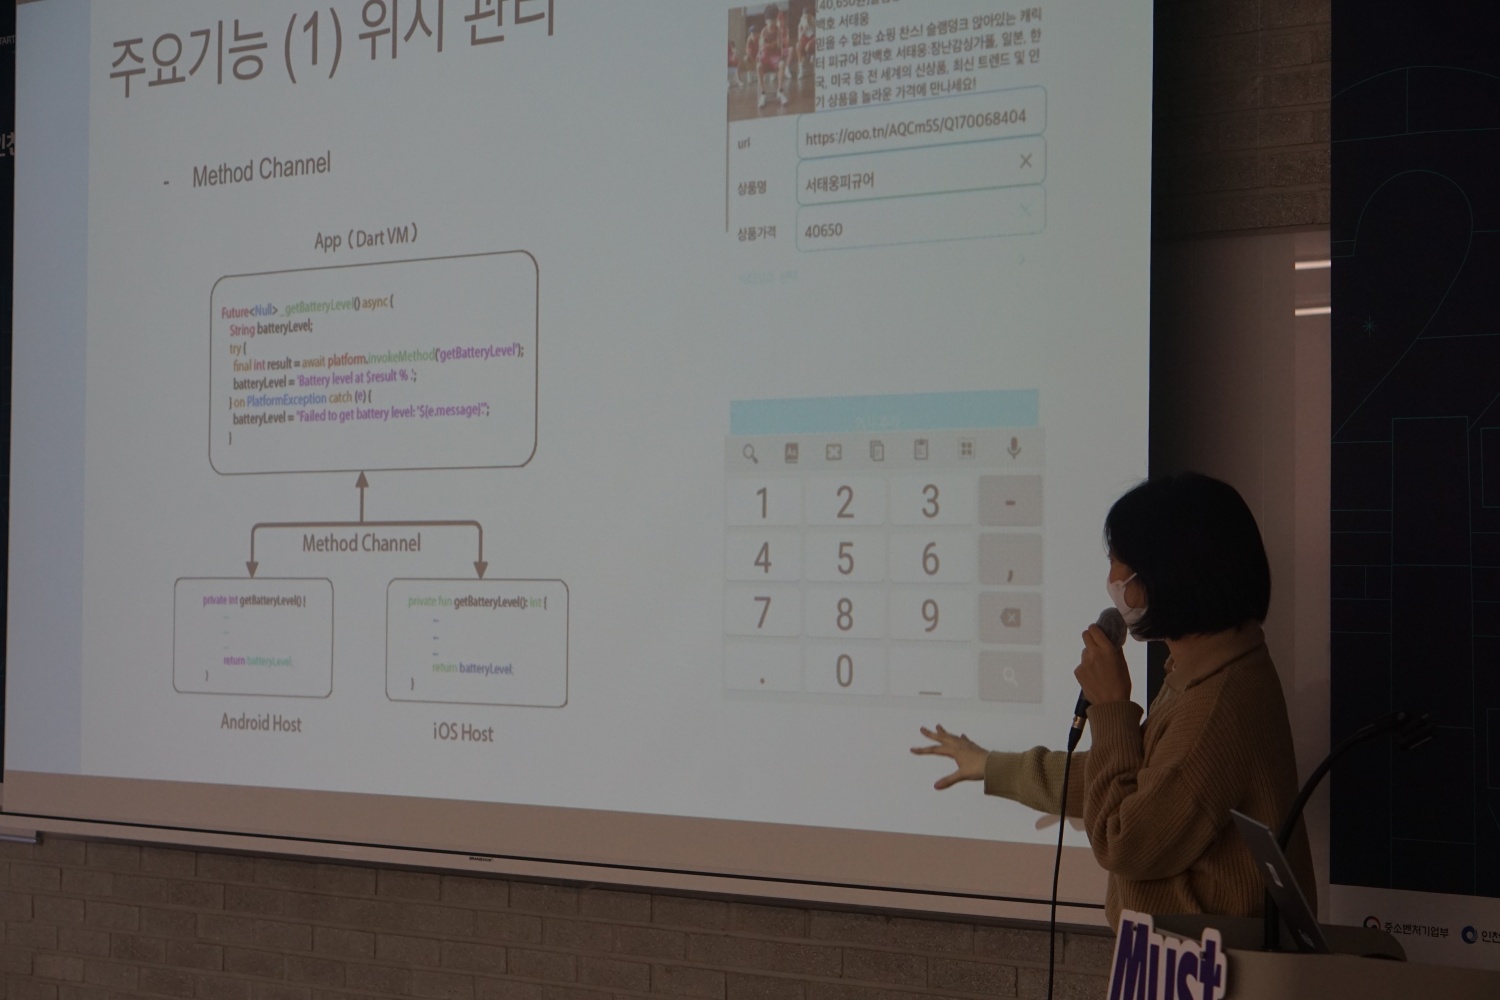 주요기능 (1) 위시 관리
- Method Channel
App (Dart VM)
Future<Null> _getBatteryLevel() async {
String batteryLevel;
try {
final int result = await platform.invokeMethod('getBatteryLevel');
batteryLevel = 'Battery level at $result % .';
} on PlatformException catch (e) {
batteryLevel = "Failed to get battery level: '${e.message}'";
}
Method Channel
private int getBatteryLevel() {
return batteryLevel;
}
Android Host
private fun getBatteryLevel(): int {
return batteryLevel;
}
iOS Host
백호 서태웅
믿을 수 없는 쇼핑 찬스! 슬램덩크 앉아있는 캐릭
터 피규어 강백호 서태웅:장난감싱가폴, 일본, 한
국, 미국 등 전 세계의 신상품, 최신 트렌드 및 인
기 상품을 놀라운 가격에 만나세요!
url
https://qoo.tn/AQCm5S/Q170068404
상품명
서태웅피규어
상품가격
40650
1 2 3 -
4 5 6 ,
7 8 9
. 0 _
Must
중소벤처기업부
인천